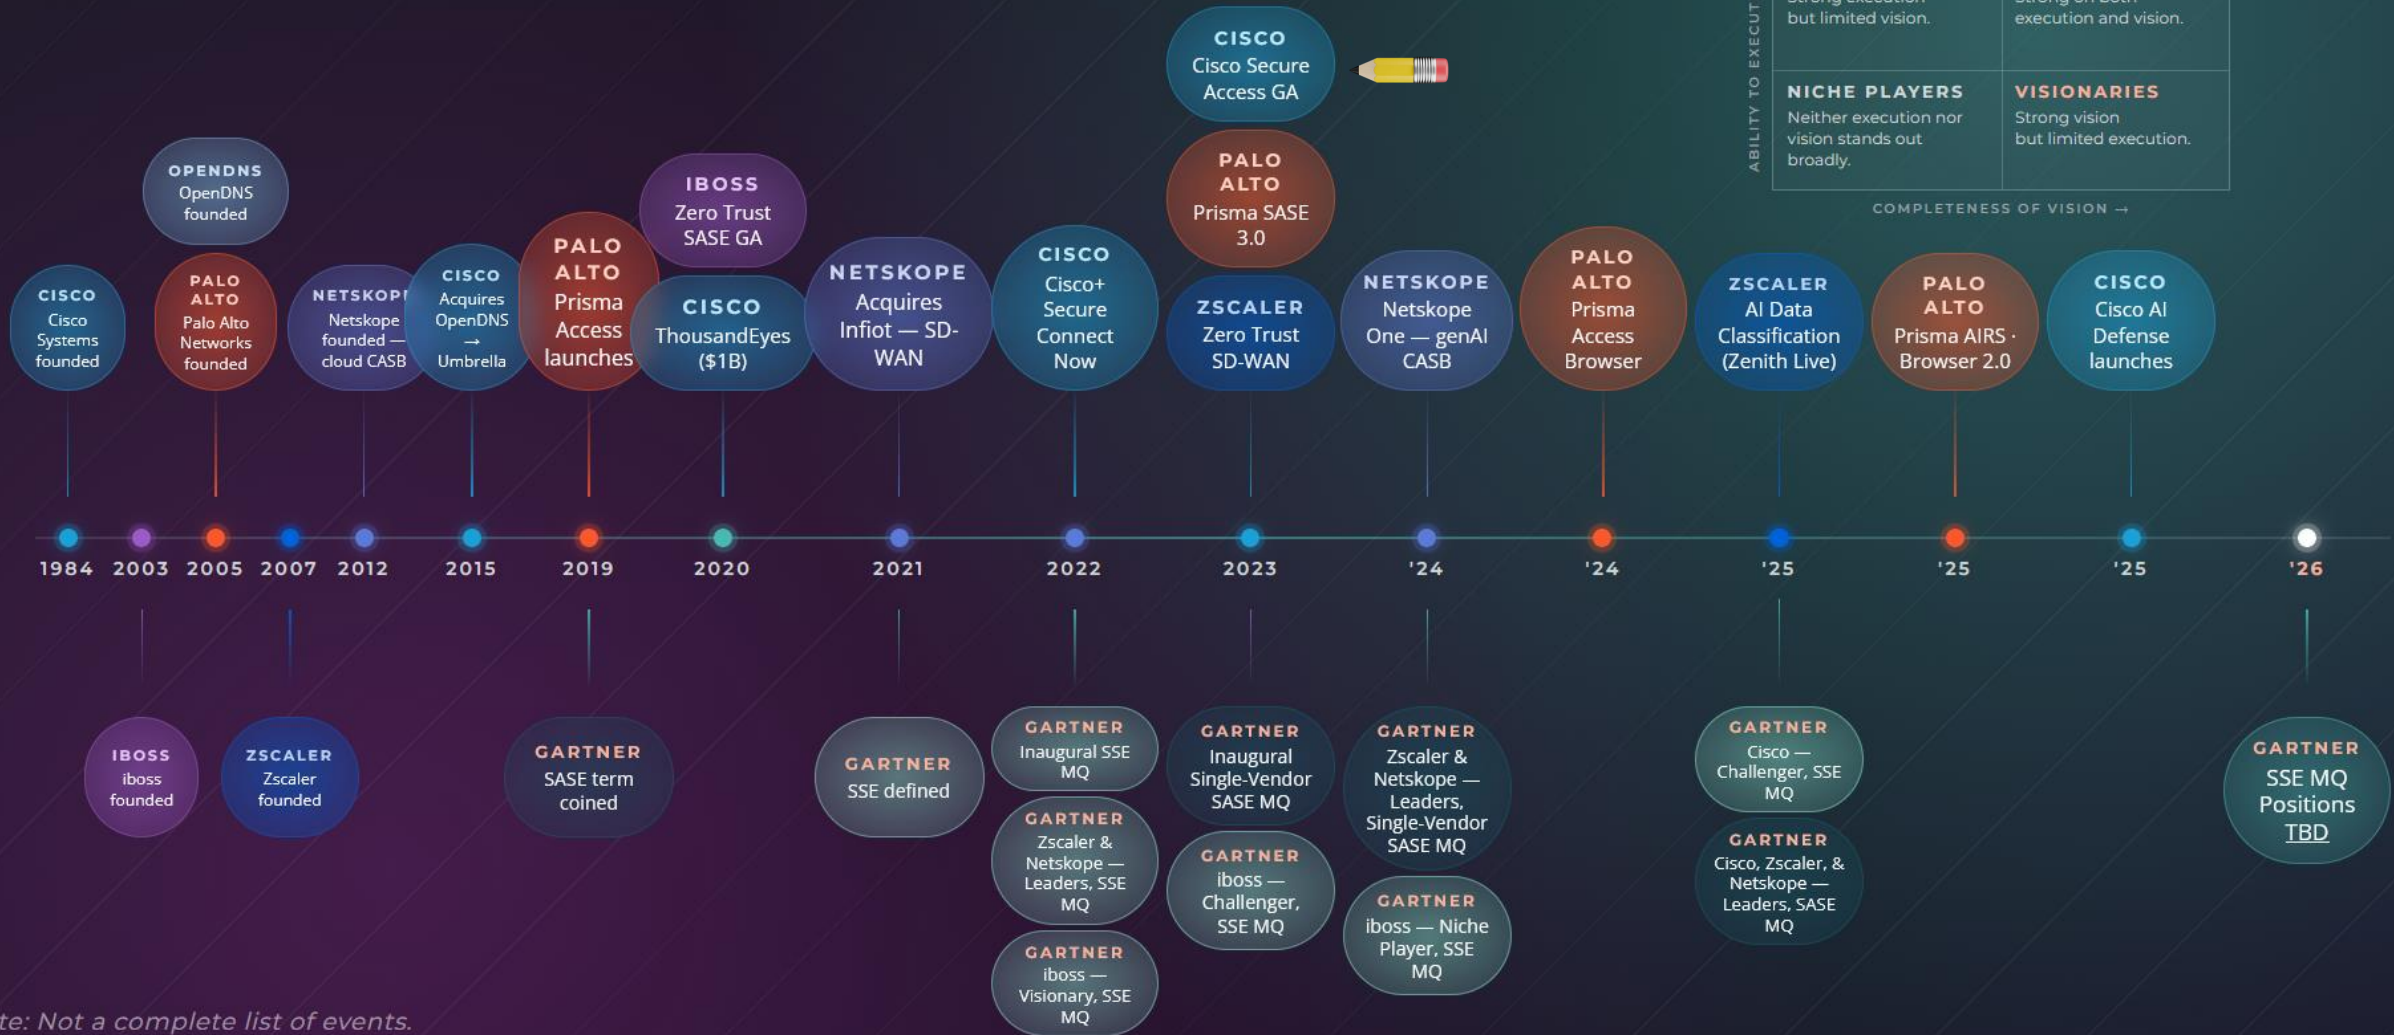 ABILITY TO EXECUT
but limited vision.
execution and vision.
NICHE PLAYERS
Neither execution nor
vision stands out
broadly.
VISIONARIES
Strong vision
but limited execution.
COMPLETENESS OF VISION →
CISCO
Cisco
Systems
founded
OPENDNS
OpenDNS
founded
PALO
ALTO
Palo Alto
Networks
founded
NETSKOPE
Netskope
founded —
cloud CASB
CISCO
Acquires
OpenDNS
→
Umbrella
PALO
ALTO
Prisma
Access
launches
IBOSS
Zero Trust
SASE GA
CISCO
ThousandEyes
($1B)
NETSKOPE
Acquires
Infiot — SD-
WAN
CISCO
Cisco+
Secure
Connect
Now
CISCO
Cisco Secure
Access GA
PALO
ALTO
Prisma SASE
3.0
ZSCALER
Zero Trust
SD-WAN
NETSKOPE
Netskope
One — genAI
CASB
PALO
ALTO
Prisma
Access
Browser
ZSCALER
AI Data
Classification
(Zenith Live)
PALO
ALTO
Prisma AIRS ·
Browser 2.0
CISCO
Cisco AI
Defense
launches
1984 2003 2005 2007 2012 2015 2019 2020 2021 2022 2023 '24 '24 '25 '25 '25 '26
IBOSS
iboss
founded
ZSCALER
Zscaler
founded
GARTNER
SASE term
coined
GARTNER
SSE defined
GARTNER
Inaugural SSE
MQ
GARTNER
Zscaler &
Netskope —
Leaders, SSE
MQ
GARTNER
iboss —
Visionary, SSE
MQ
GARTNER
Inaugural
Single-Vendor
SASE MQ
GARTNER
iboss —
Challenger,
SSE MQ
GARTNER
Zscaler &
Netskope —
Leaders,
Single-Vendor
SASE MQ
GARTNER
iboss — Niche
Player, SSE
MQ
GARTNER
Cisco —
Challenger, SSE
MQ
GARTNER
Cisco, Zscaler, &
Netskope —
Leaders, SASE
MQ
GARTNER
SSE MQ
Positions
TBD
te: Not a complete list of events.